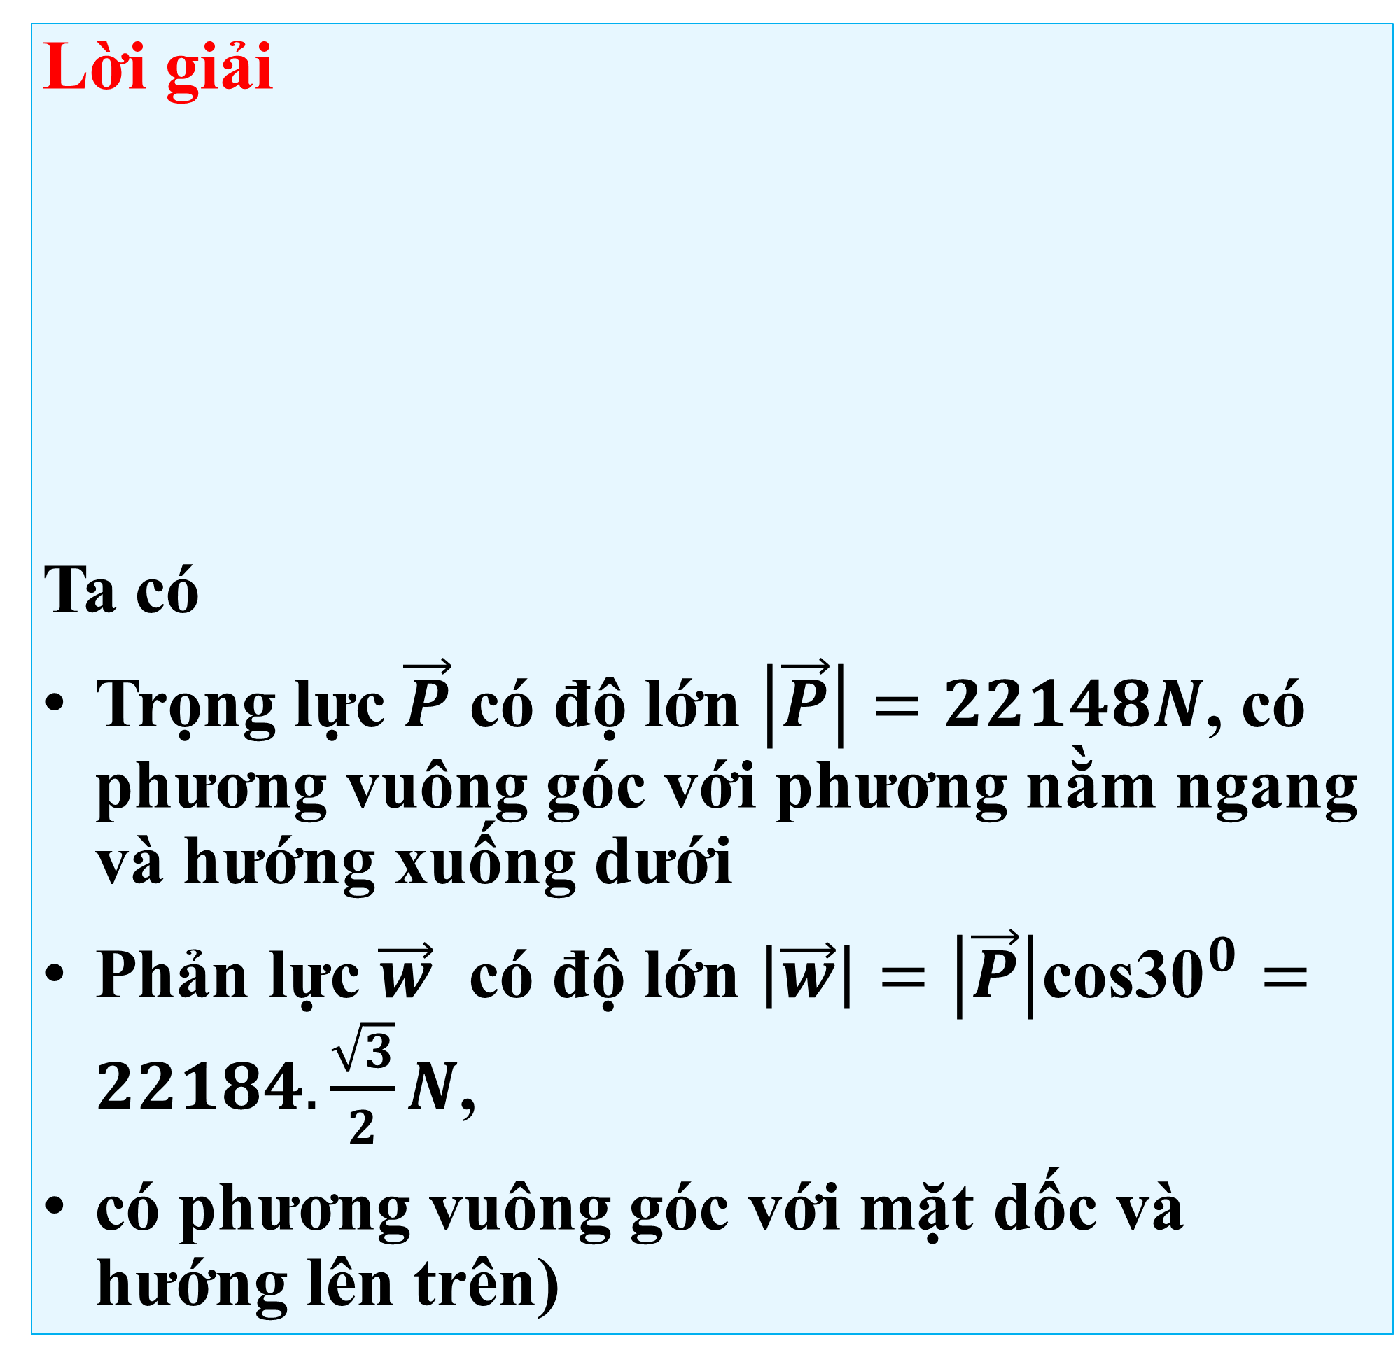 Lời giải
Ta có
• Trọng lực $\overrightarrow{P}$ có độ lớn $|\overrightarrow{P}| = 22148N$, có
phương vuông góc với phương nằm ngang
và hướng xuống dưới
• Phản lực $\overrightarrow{w}$ có độ lớn $|\overrightarrow{w}| = |\overrightarrow{P}|\cos30^0 =$
$22184.\frac{\sqrt{3}}{2}N$,
• có phương vuông góc với mặt dốc và
hướng lên trên)